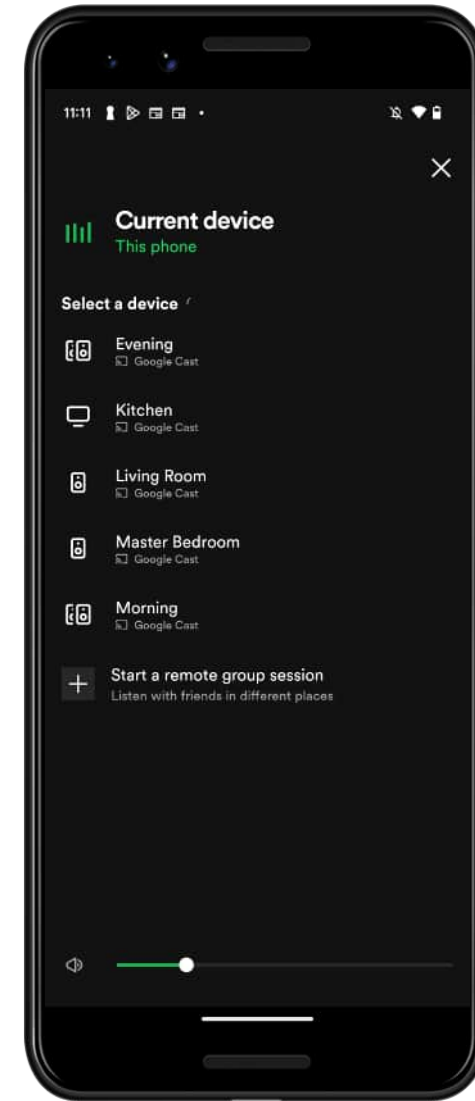 11:11
Current device
This phone
Select a device
Evening
Google Cast
Kitchen
Google Cast
Living Room
Google Cast
Master Bedroom
Google Cast
Morning
Google Cast
Start a remote group session
Listen with friends in different places